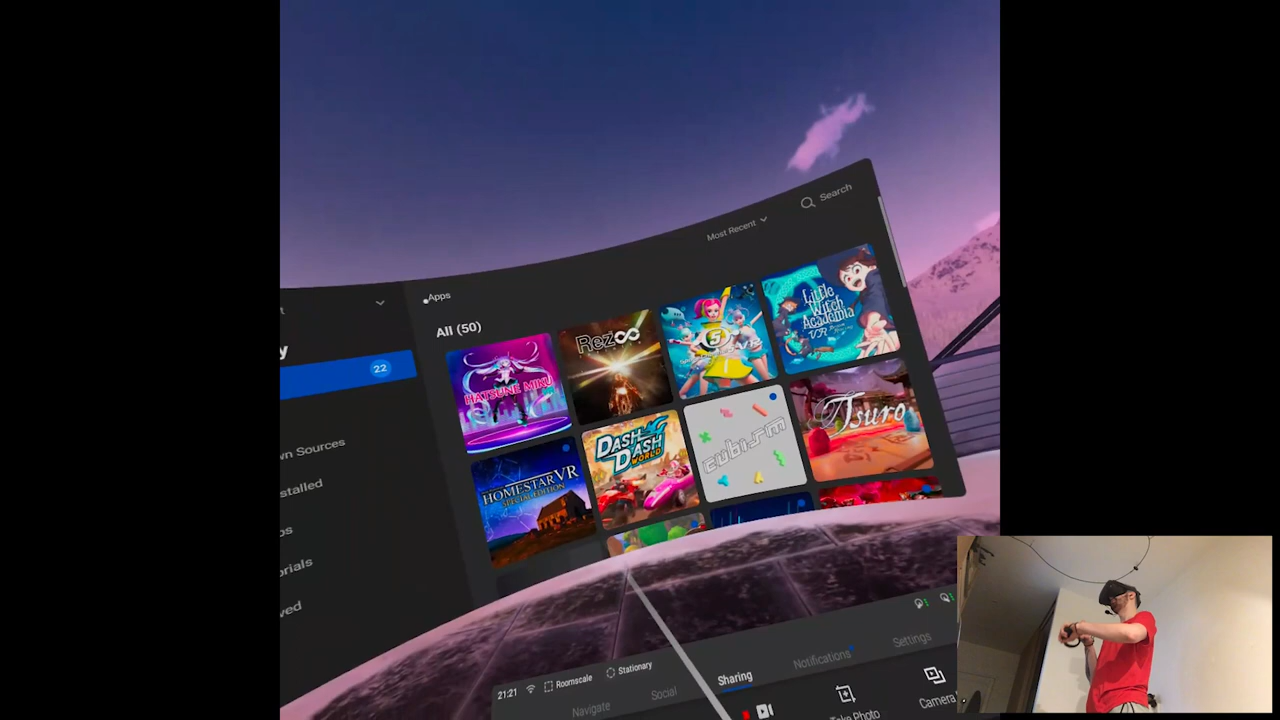 Search
Most Recent
Apps
All (50)
22
HATSUNE MIKU
Rez
Little
Witch
Academia
VR
HOMESTAR VR
SPECIAL EDITION
DASH
DASH
WORLD
cubism
Tsuro
wn Sources
stalled
ps
orials
ved
21:21
Roomscale
Stationary
Navigate
Social
Sharing
Notifications
Settings
Take Photo
Camera